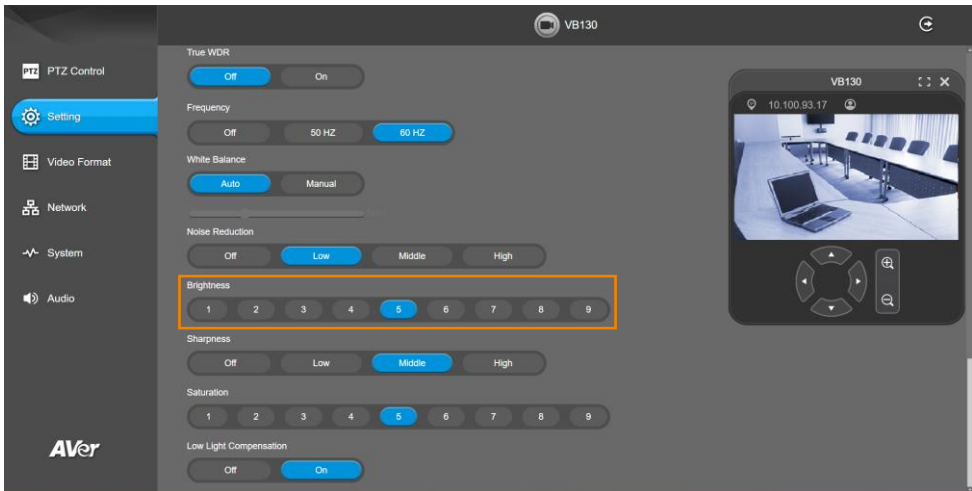 VB130
PTZ PTZ Control
Setting
Video Format
Network
System
Audio
AVer
True WDR
Off On
Frequency
Off 50 HZ 60 HZ
White Balance
Auto Manual
Noise Reduction
Off Low Middle High
Brightness
1 2 3 4 5 6 7 8 9
Sharpness
Off Low Middle High
Saturation
1 2 3 4 5 6 7 8 9
Low Light Compensation
Off On
VB130
10.100.93.17